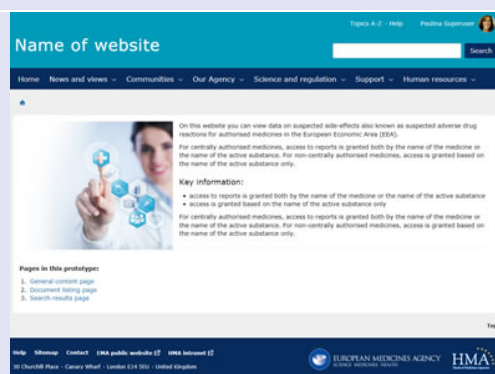 Topics A-Z - Help
Paulina Superuser
Name of website
Search
Home News and views Communities Our Agency Science and regulation Support Human resources
On this website you can view data on suspected side-effects also known as suspected adverse drug
reactions for authorised medicines in the European Economic Area (EEA).
For centrally authorised medicines, access to reports is granted both by the name of the medicine or
the name of the active substance. For non-centrally authorised medicines, access is granted based on
the name of the active substance only.
Key information:
• access to reports is granted both by the name of the medicine or the name of the active substance
• access is granted based on the name of the active substance only
For centrally authorised medicines, access to reports is granted both by the name of the medicine or
the name of the active substance. For non-centrally authorised medicines, access is granted based on
the name of the active substance only.
Pages in this prototype:
1. General content page
2. Document listing page
3. Search results page
Top
Help Sitemap Contact EMA public website HMA intranet
30 Churchill Place - Canary Wharf - London E14 5EU - United Kingdom
EUROPEAN MEDICINES AGENCY
SCIENCE MEDICINES HEALTH
HMA
Heads of Medicines Agencies